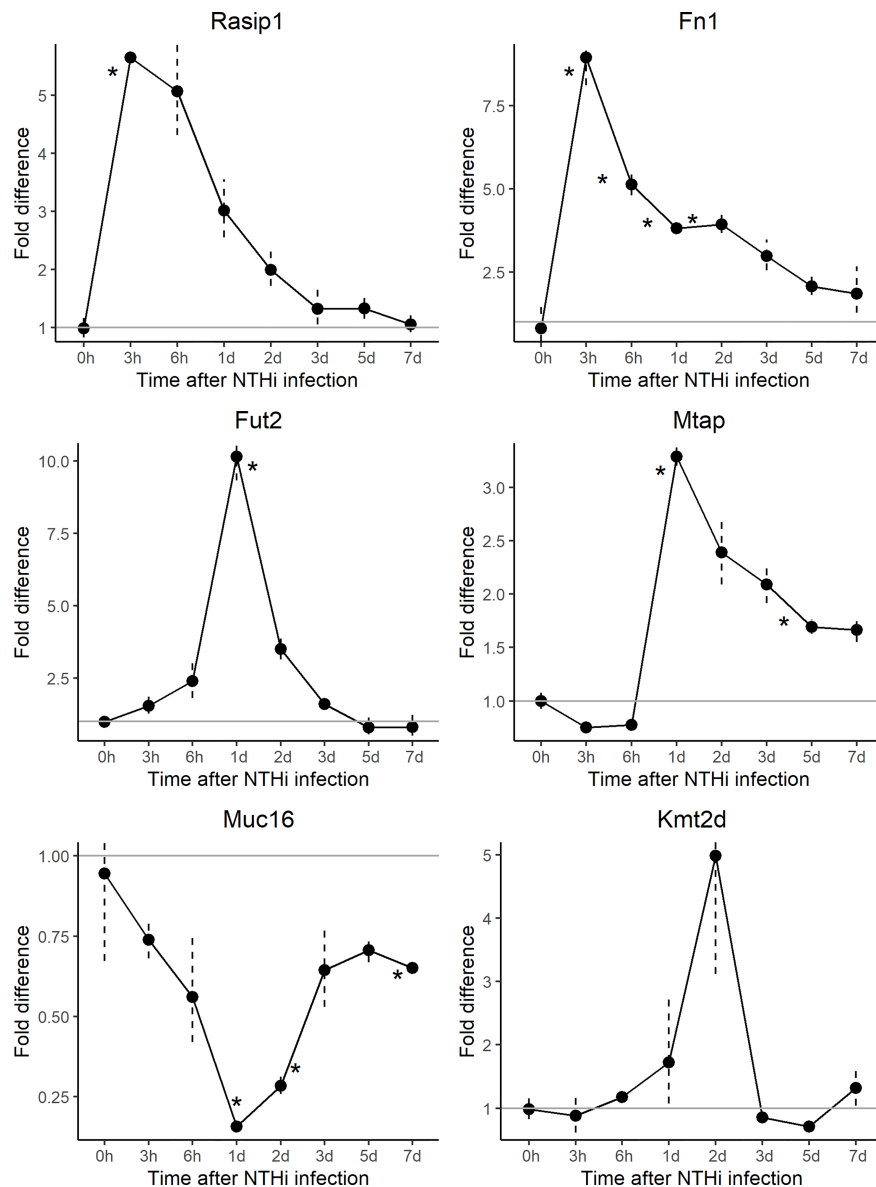 Rasip1
Fold difference
5
4
3
2
1
*
0h 3h 6h 1d 2d 3d 5d 7d
Time after NTHi infection
Fn1
Fold difference
7.5
5.0
2.5
*
*
* *
0h 3h 6h 1d 2d 3d 5d 7d
Time after NTHi infection
Fut2
Fold difference
10.0
7.5
5.0
2.5
*
0h 3h 6h 1d 2d 3d 5d 7d
Time after NTHi infection
Mtap
Fold difference
3.0
2.5
2.0
1.5
1.0
*
*
0h 3h 6h 1d 2d 3d 5d 7d
Time after NTHi infection
Muc16
Fold difference
1.00
0.75
0.50
0.25
*
*
*
0h 3h 6h 1d 2d 3d 5d 7d
Time after NTHi infection
Kmt2d
Fold difference
5
4
3
2
1
0h 3h 6h 1d 2d 3d 5d 7d
Time after NTHi infection